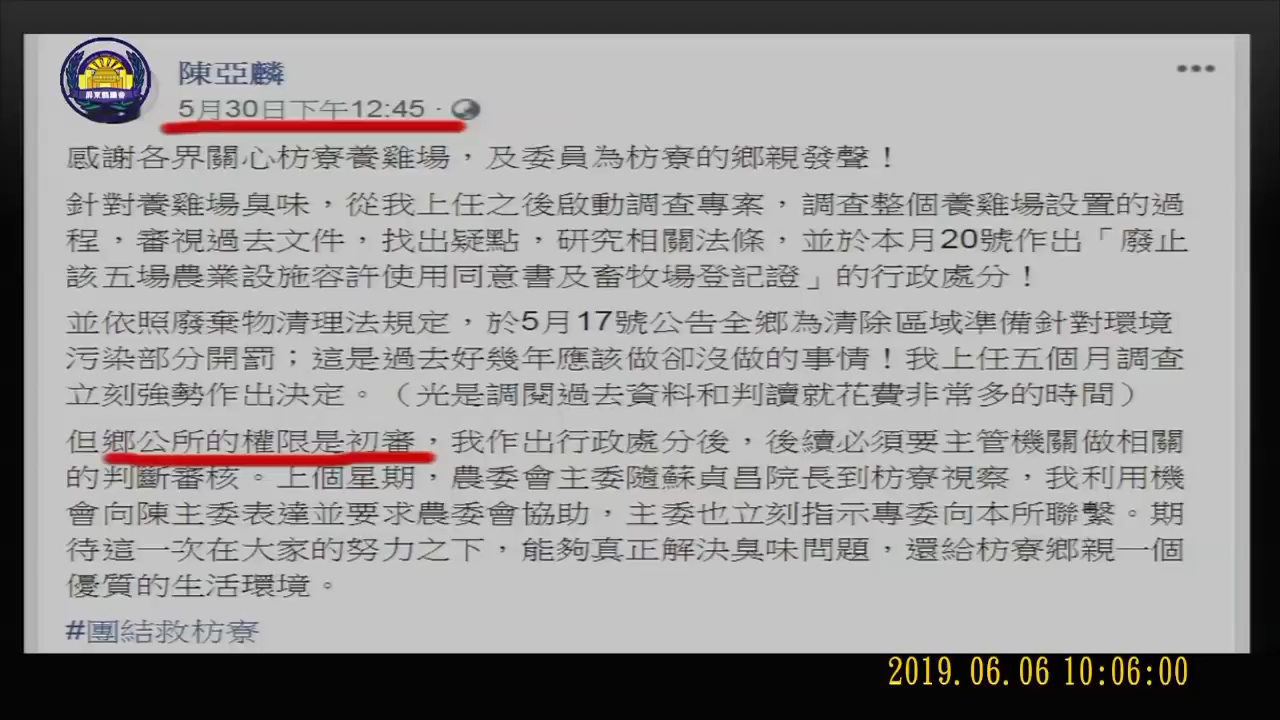 屏東縣議會
陳亞麟
5月30日下午12:45 ·
感謝各界關心枋寮養雞場，及委員為枋寮的鄉親發聲！
針對養雞場臭味，從我上任之後啟動調查專案，調查整個養雞場設置的過
程，審視過去文件，找出疑點，研究相關法條，並於本月20號作出「廢止
該五場農業設施容許使用同意書及畜牧場登記證」的行政處分！
並依照廢棄物清理法規定，於5月17號公告全鄉為清除區域準備針對環境
污染部分開罰；這是過去好幾年應該做卻沒做的事情！我上任五個月調查
立刻強勢作出決定。（光是調閱過去資料和判讀就花費非常多的時間）
但鄉公所的權限是初審，我作出行政處分後，後續必須要主管機關做相關
的判斷審核。上個星期，農委會主委隨蘇貞昌院長到枋寮視察，我利用機
會向陳主委表達並要求農委會協助，主委也立刻指示專委向本所聯繫。期
待這一次在大家的努力之下，能夠真正解決臭味問題，還給枋寮鄉親一個
優質的生活環境。
#團結救枋寮
2019.06.06 10:06:00